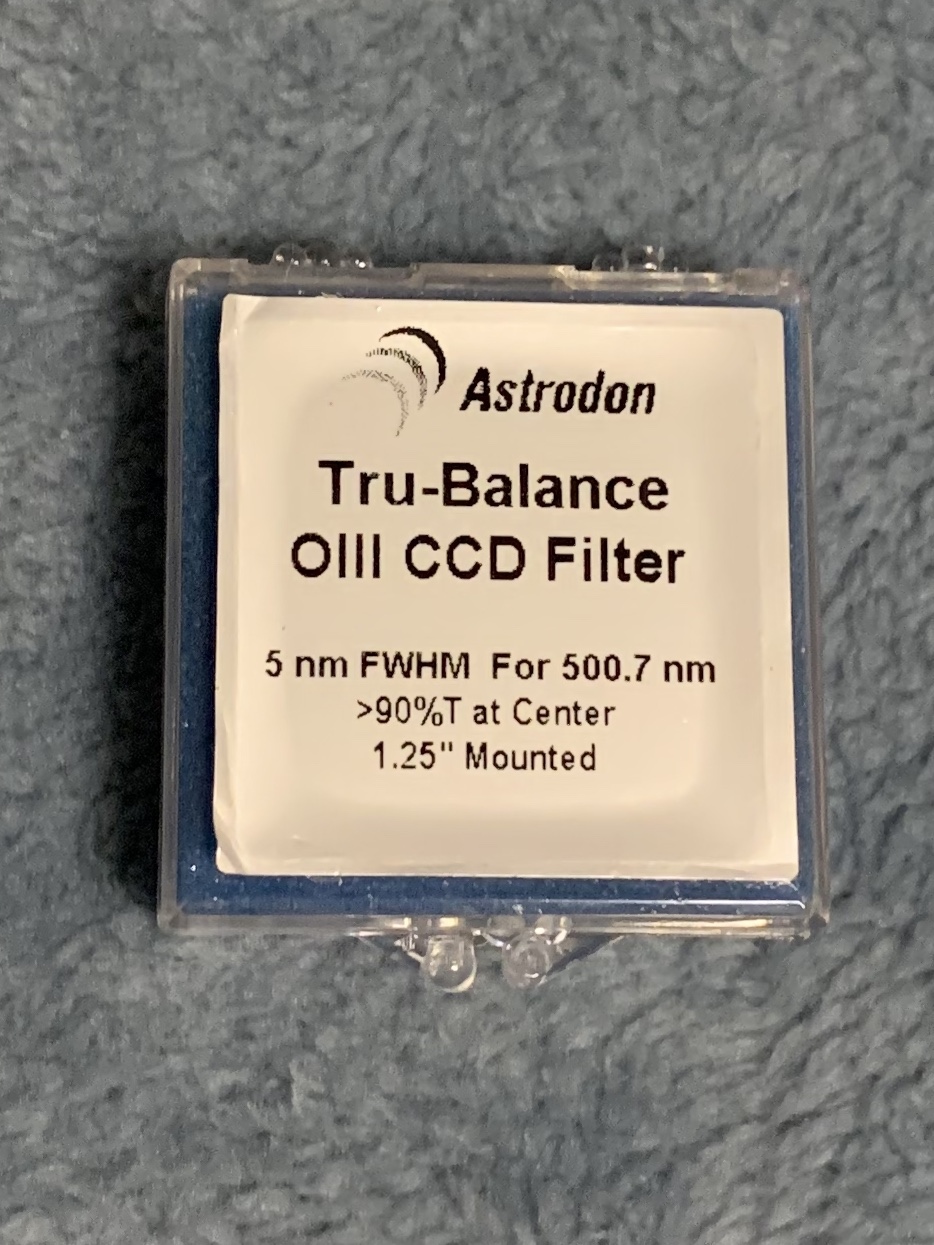 Astrodon
Tru-Balance
OIII CCD Filter
5 nm FWHM For 500.7 nm
>90%T at Center
1.25" Mounted